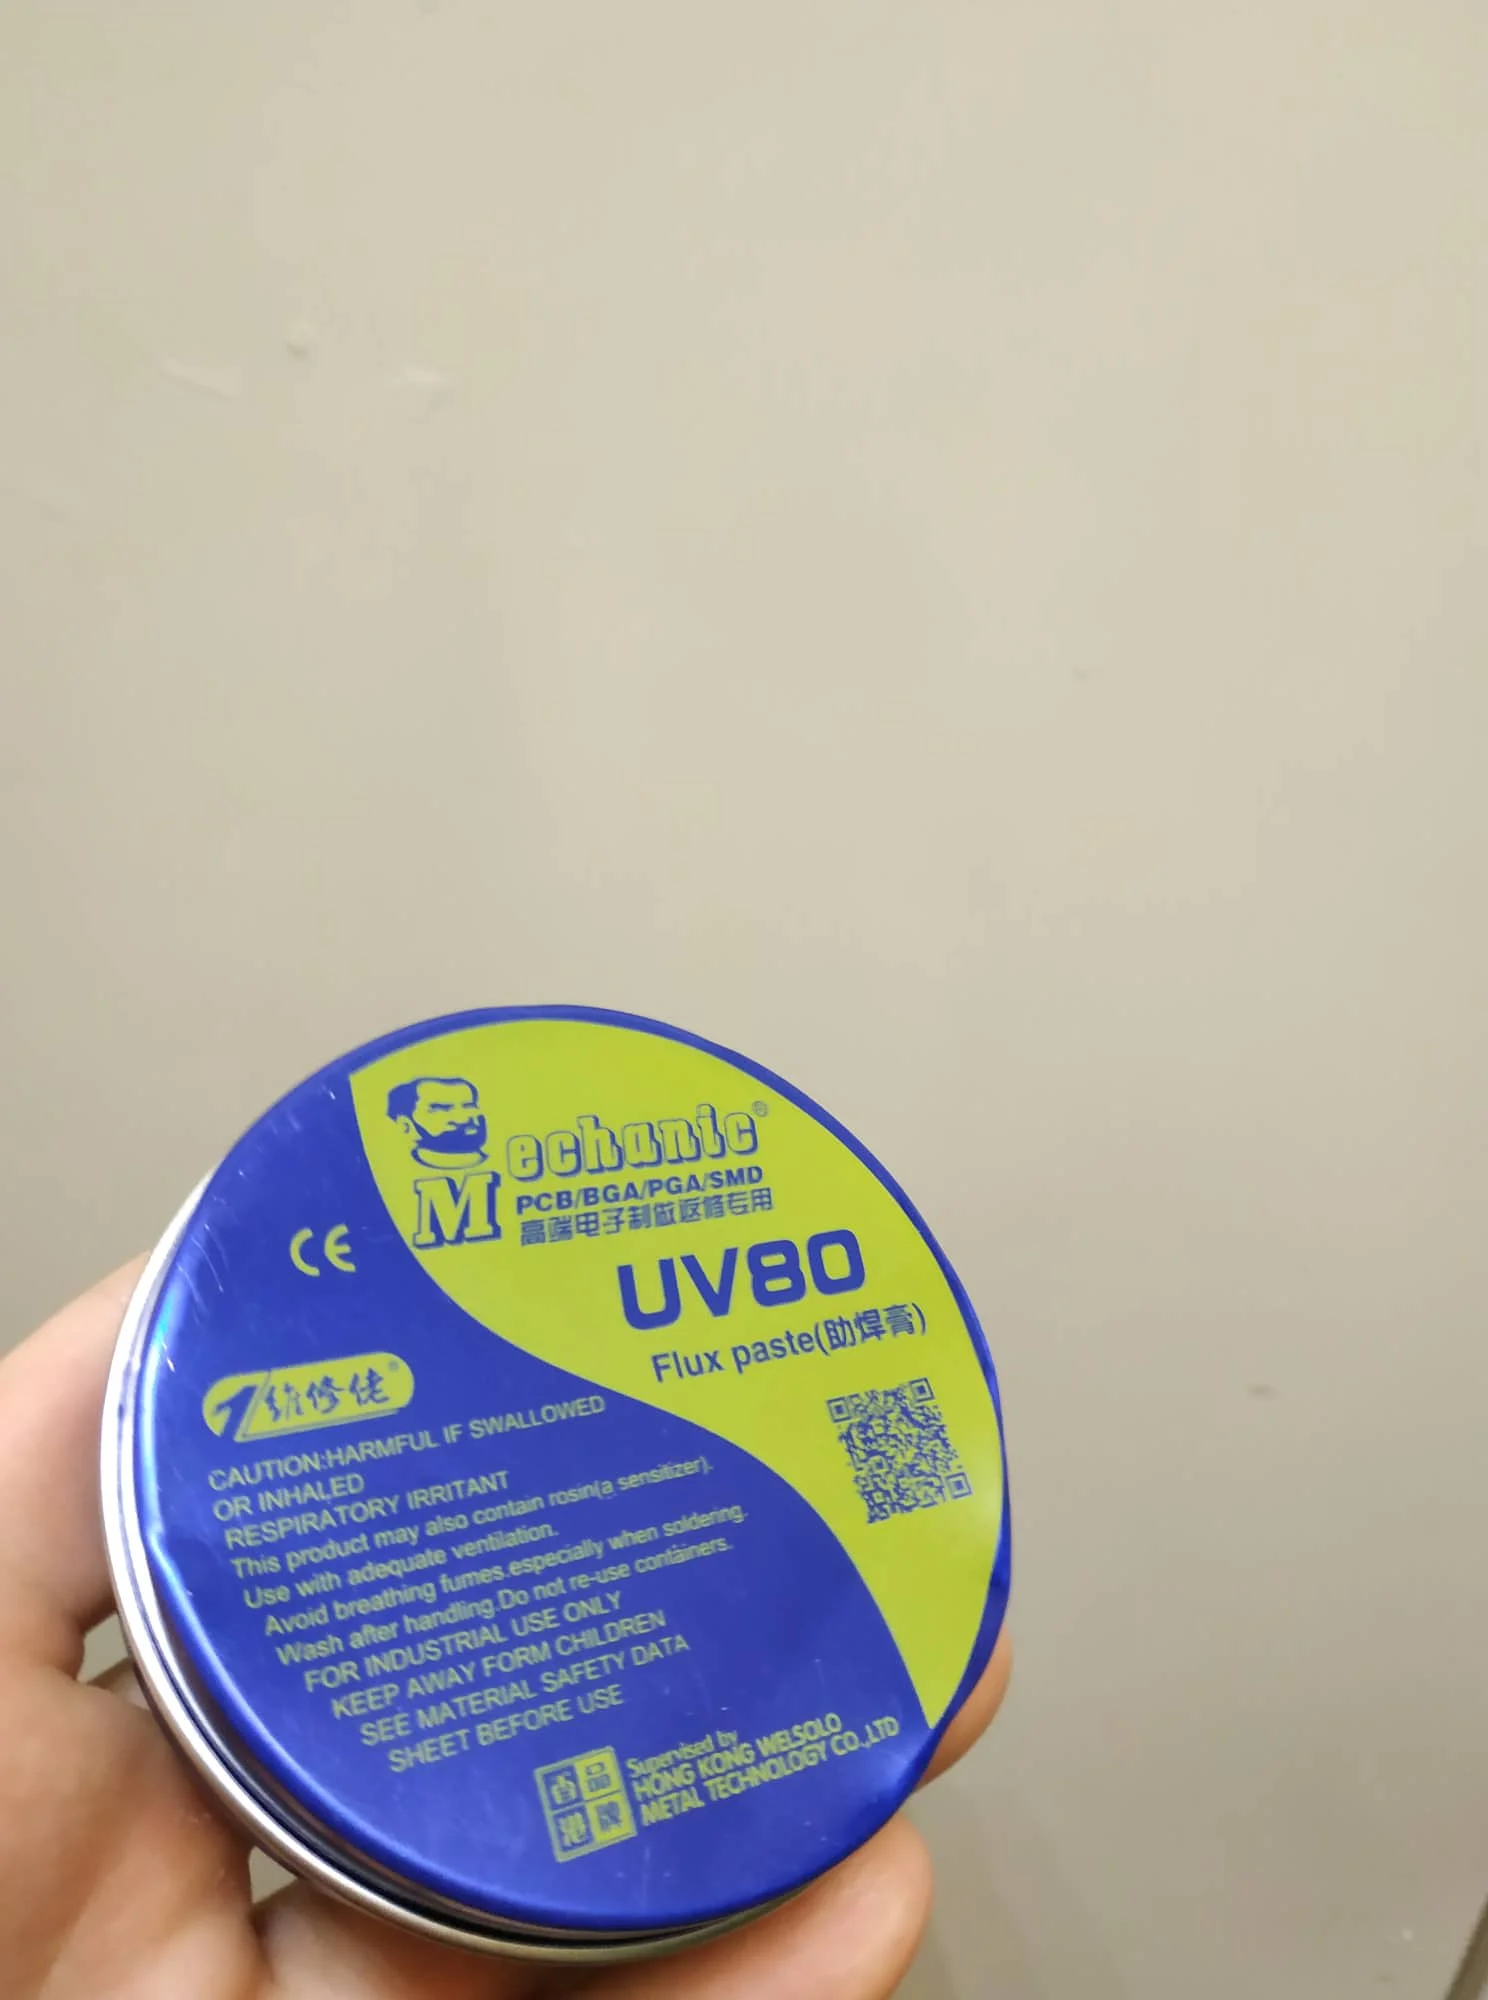 Mechanic®
PCB/BGA/PGA/SMD
高端电子制做返修专用
UV80
Flux paste(助焊膏)
CE
维修佬®
CAUTION:HARMFUL IF SWALLOWED
OR INHALED
RESPIRATORY IRRITANT
This product may also contain rosin(a sensitizer).
Use with adequate ventilation.
Avoid breathing fumes.especially when soldering.
Wash after handling.Do not re-use containers.
FOR INDUSTRIAL USE ONLY
KEEP AWAY FORM CHILDREN
SEE MATERIAL SAFETY DATA
SHEET BEFORE USE
香品
港牌
Supervised by
HONG KONG WELSOLO
METAL TECHNOLOGY Co.,LTD